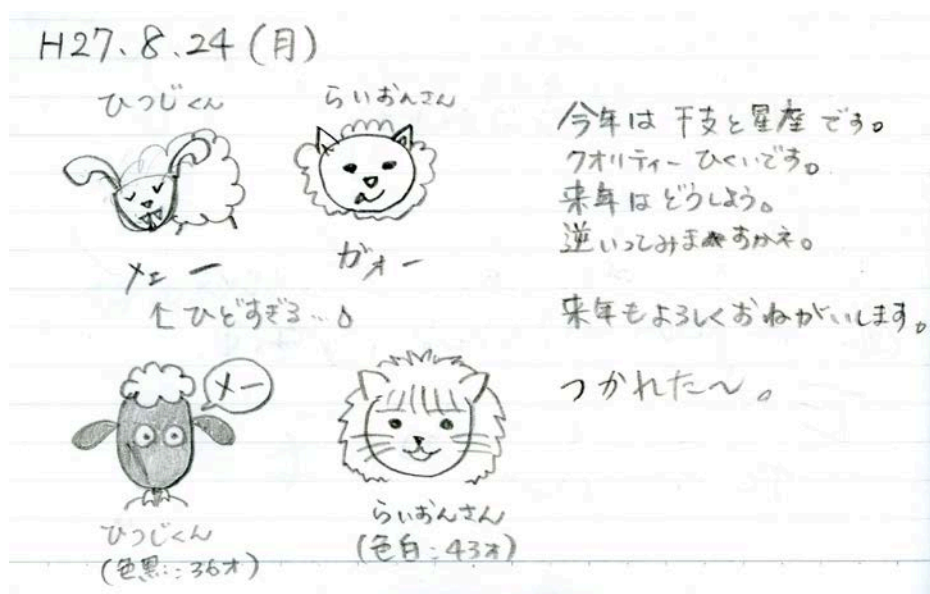 H27.8.24(月)
ひつじくん
らいおんさん
メェー
ガオー
↑ひどすぎる…
今年は干支と星座です。
クオリティーひくいです。
来年はどうしよう。
逆いってみますかネ。
来年もよろしくおねがいします。
つかれた〜。
メー
ひつじくん
(色黒:36才)
らいおんさん
(色白:43才)